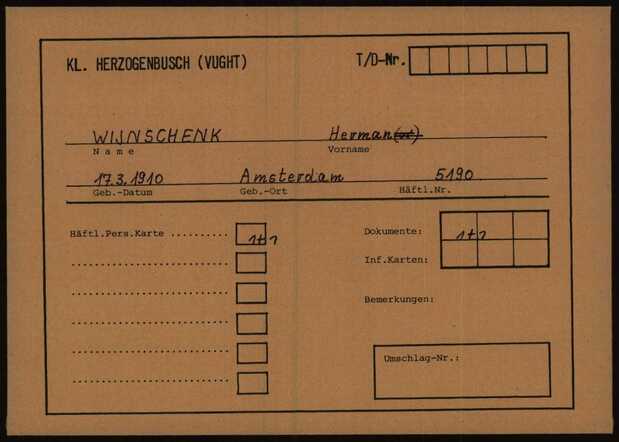 KL. HERZOGENBUSCH (VUGHT) T/D-Nr.
WIJNSCHENK Herman
Name Vorname
17.3.1910 Amsterdam 5190
Geb.-Datum Geb.-Ort Häftl.Nr.
Häftl.Pers.Karte .......... 1+1 Dokumente: 1+1
Inf.Karten:
Bemerkungen:
Umschlag-Nr.: